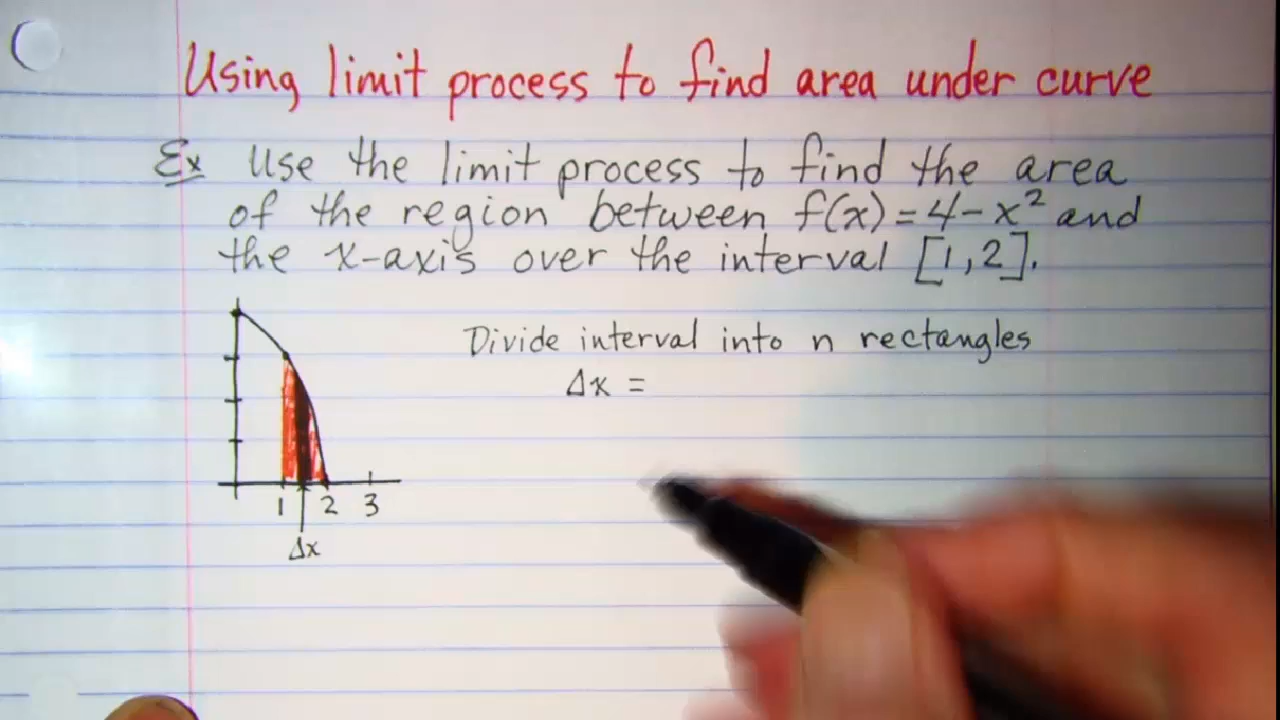 Using limit process to find area under curve
Ex Use the limit process to find the area
of the region between f(x)=4-x² and
the x-axis over the interval [1,2].
Divide interval into n rectangles
Δx =
1 2 3
Δx